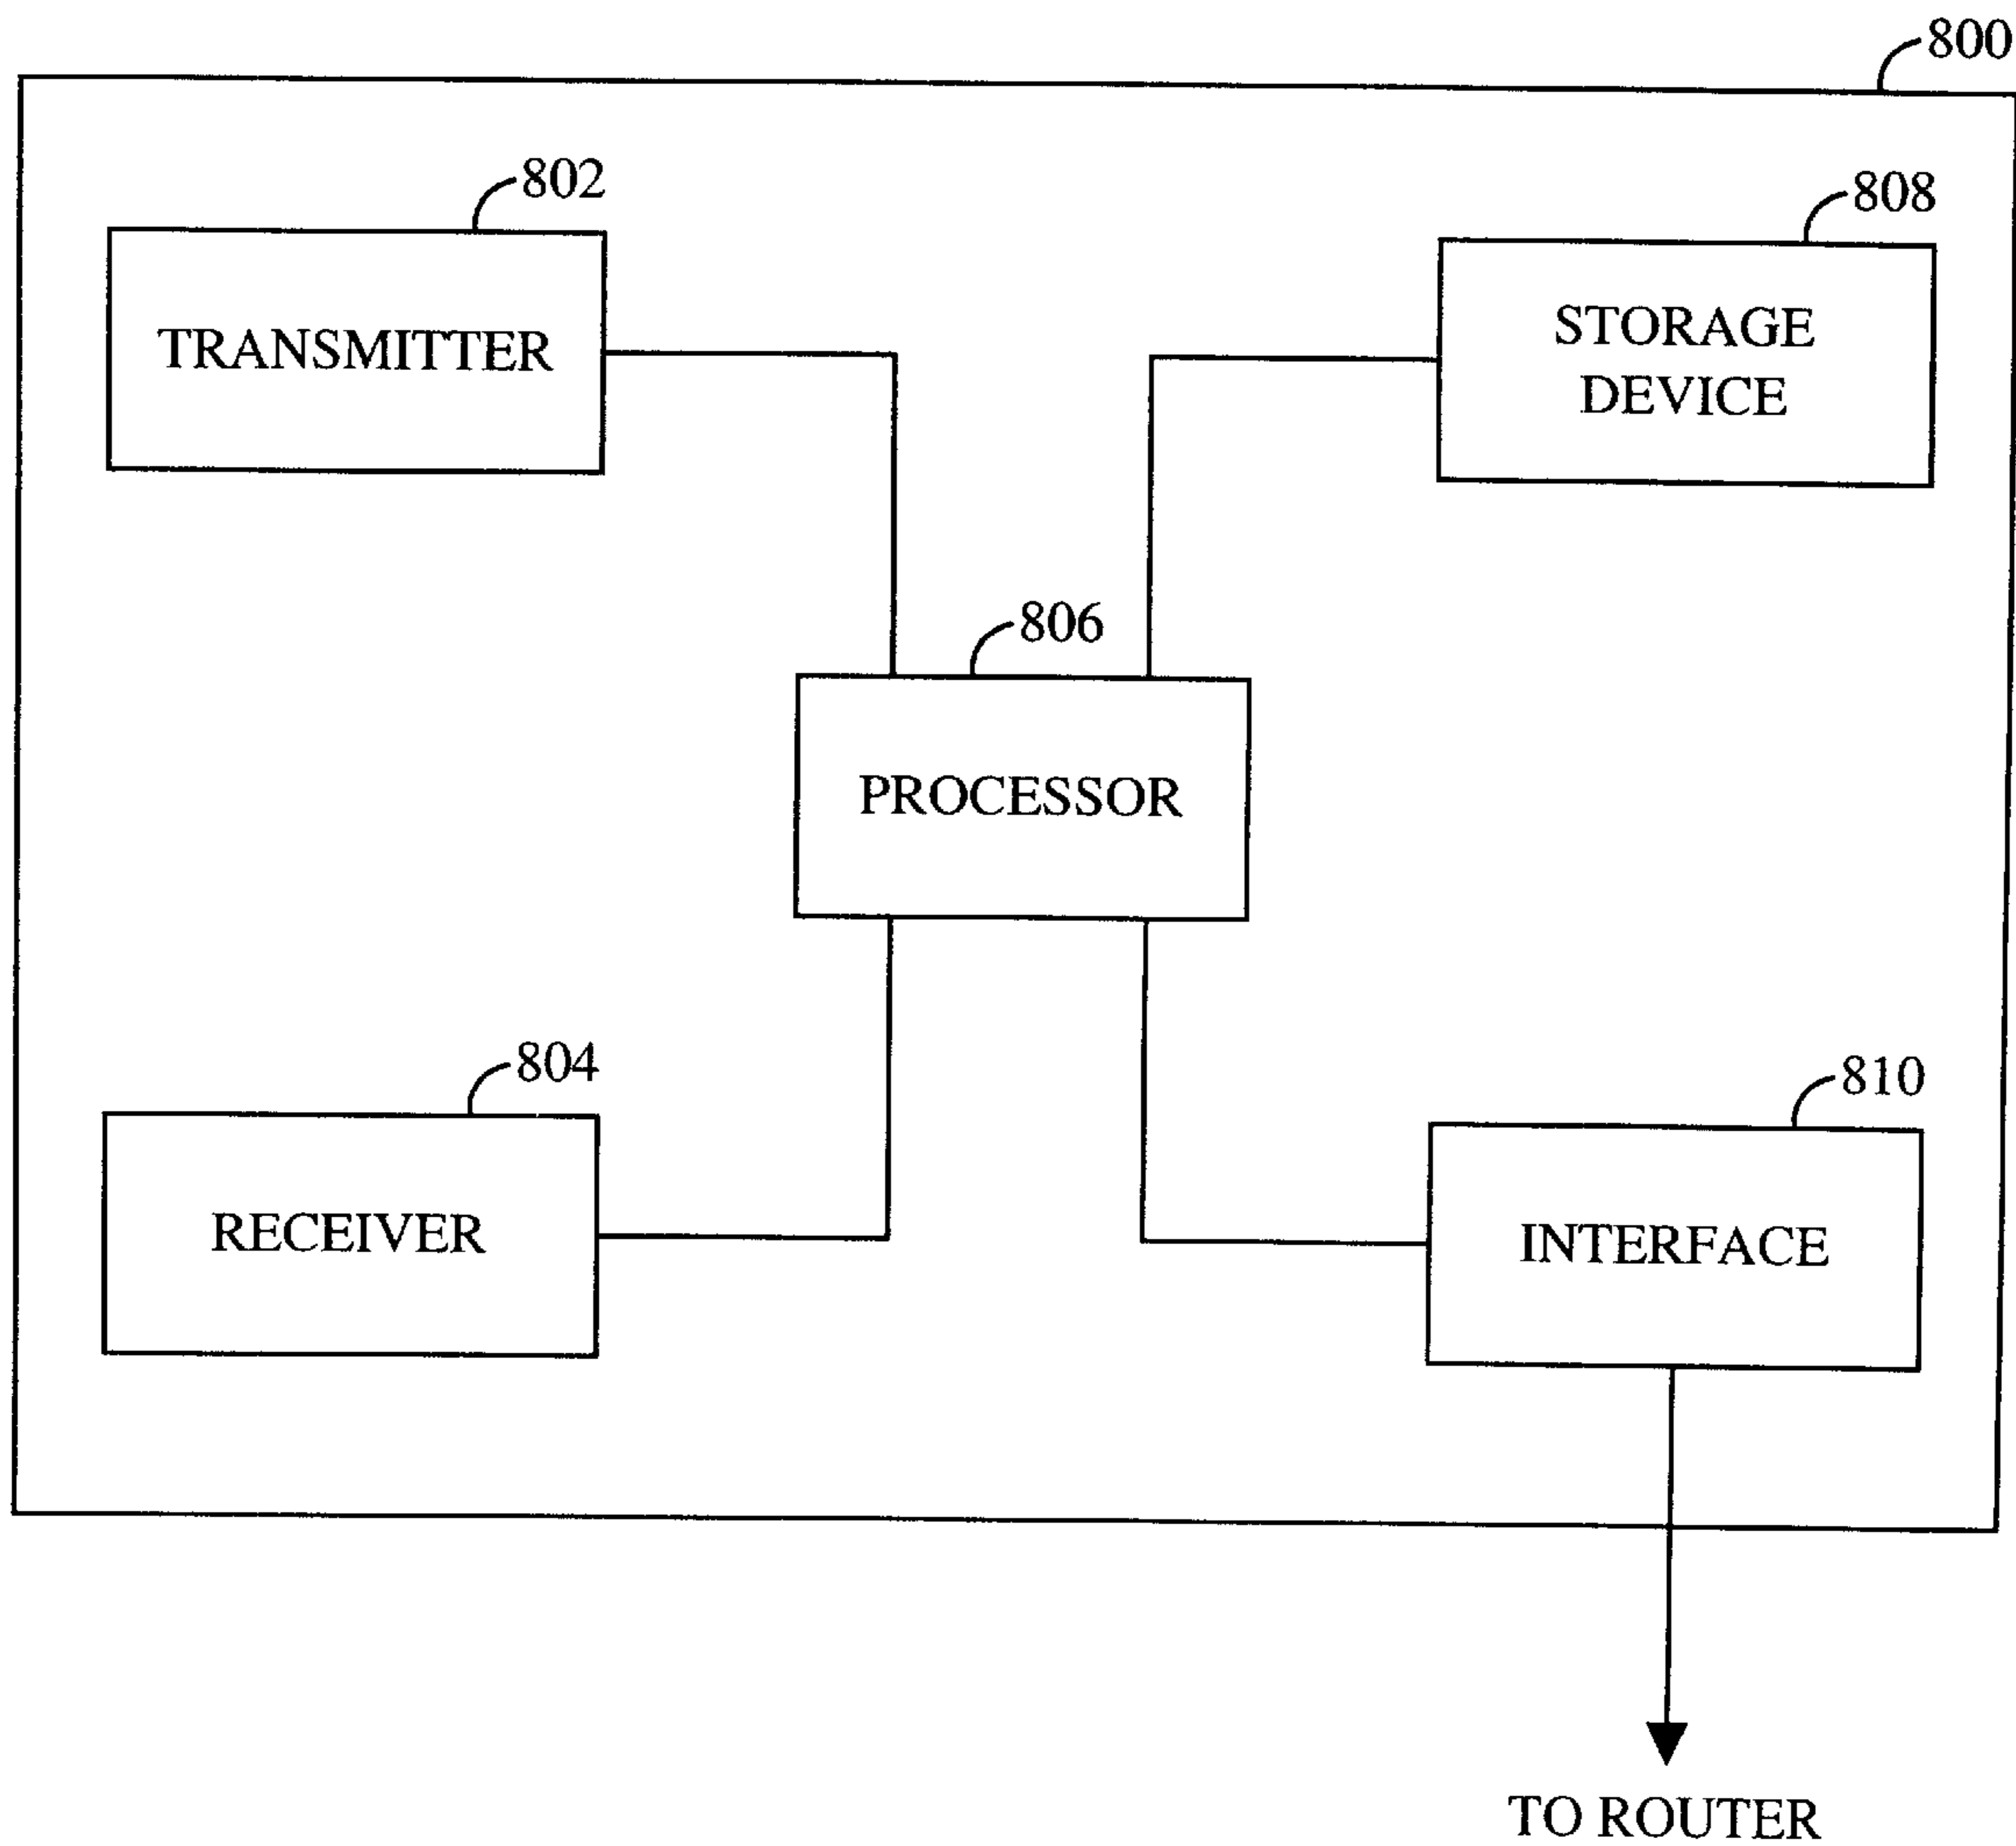 800
802
808
TRANSMITTER
STORAGE
DEVICE
806
PROCESSOR
804
810
RECEIVER
INTERFACE
TO ROUTER